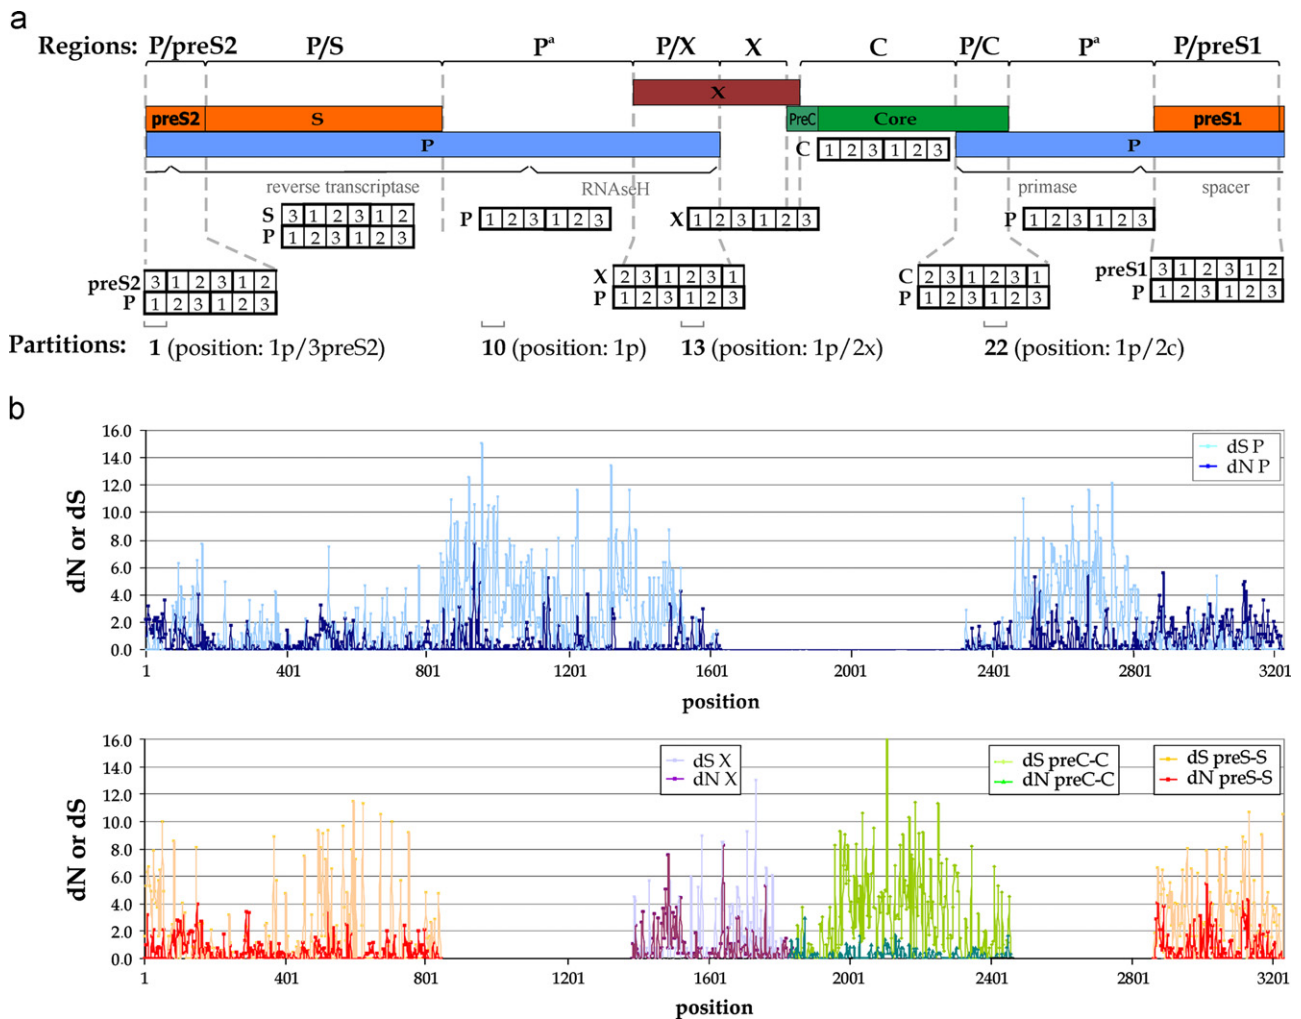 a
Regions: P/preS2 P/S Pa P/X X C P/C Pa P/preS1
X
preS2 S PreC Core preS1
P C 1 2 3 1 2 3 P
reverse transcriptase RNAseH primase spacer
S 3 1 2 3 1 2 P 1 2 3 1 2 3 X 1 2 3 1 2 3 P 1 2 3 1 2 3
P 1 2 3 1 2 3
preS2 3 1 2 3 1 2 X 2 3 1 2 3 1 C 2 3 1 2 3 1 preS1 3 1 2 3 1 2
P 1 2 3 1 2 3 P 1 2 3 1 2 3 P 1 2 3 1 2 3 P 1 2 3 1 2 3
Partitions: 1 (position: 1p/3preS2) 10 (position: 1p) 13 (position: 1p/2x) 22 (position: 1p/2c)
b
dN or dS
16.0
14.0
12.0
10.0
8.0
6.0
4.0
2.0
0.0
dS P
dN P
1 401 801 1201 1601 2001 2401 2801 3201
position
dN or dS
16.0
14.0
12.0
10.0
8.0
6.0
4.0
2.0
0.0
dS X
dN X
dS preC-C
dN preC-C
dS preS-S
dN preS-S
1 401 801 1201 1601 2001 2401 2801 3201
position